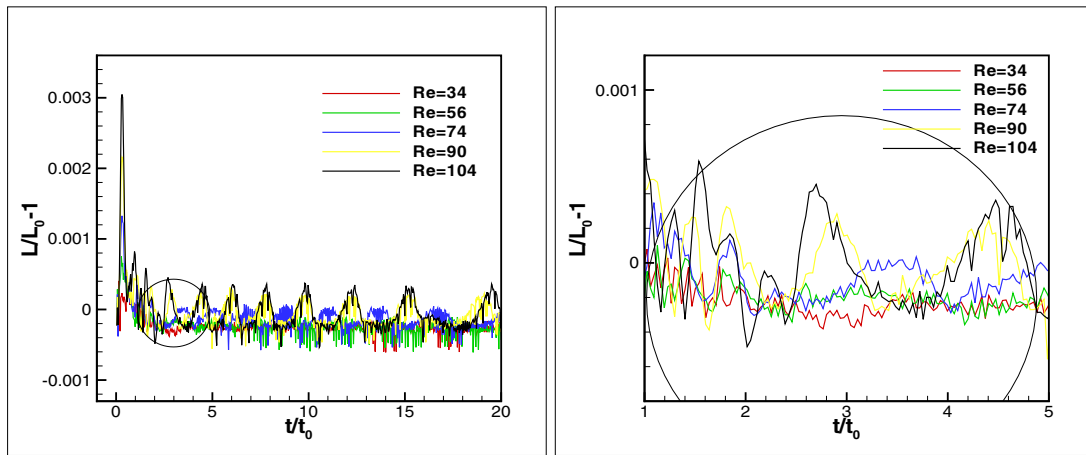 0.003
0.002
0.001
0
-0.001
L/L0-1
Re=34
Re=56
Re=74
Re=90
Re=104
0 5 10 15 20
t/t0
0.001
0
L/L0-1
Re=34
Re=56
Re=74
Re=90
Re=104
1 2 3 4 5
t/t0